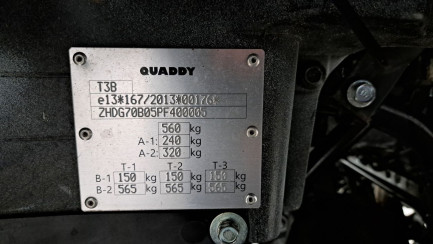 QUADDY
T3B
e13*167/2013*00176
ZHDG70B05PF400005
560 kg
A-1: 240 kg
A-2: 320 kg
T-1 T-2 T-3
B-1 150 kg 150 kg 150 kg
B-2 565 kg 565 kg 565 kg